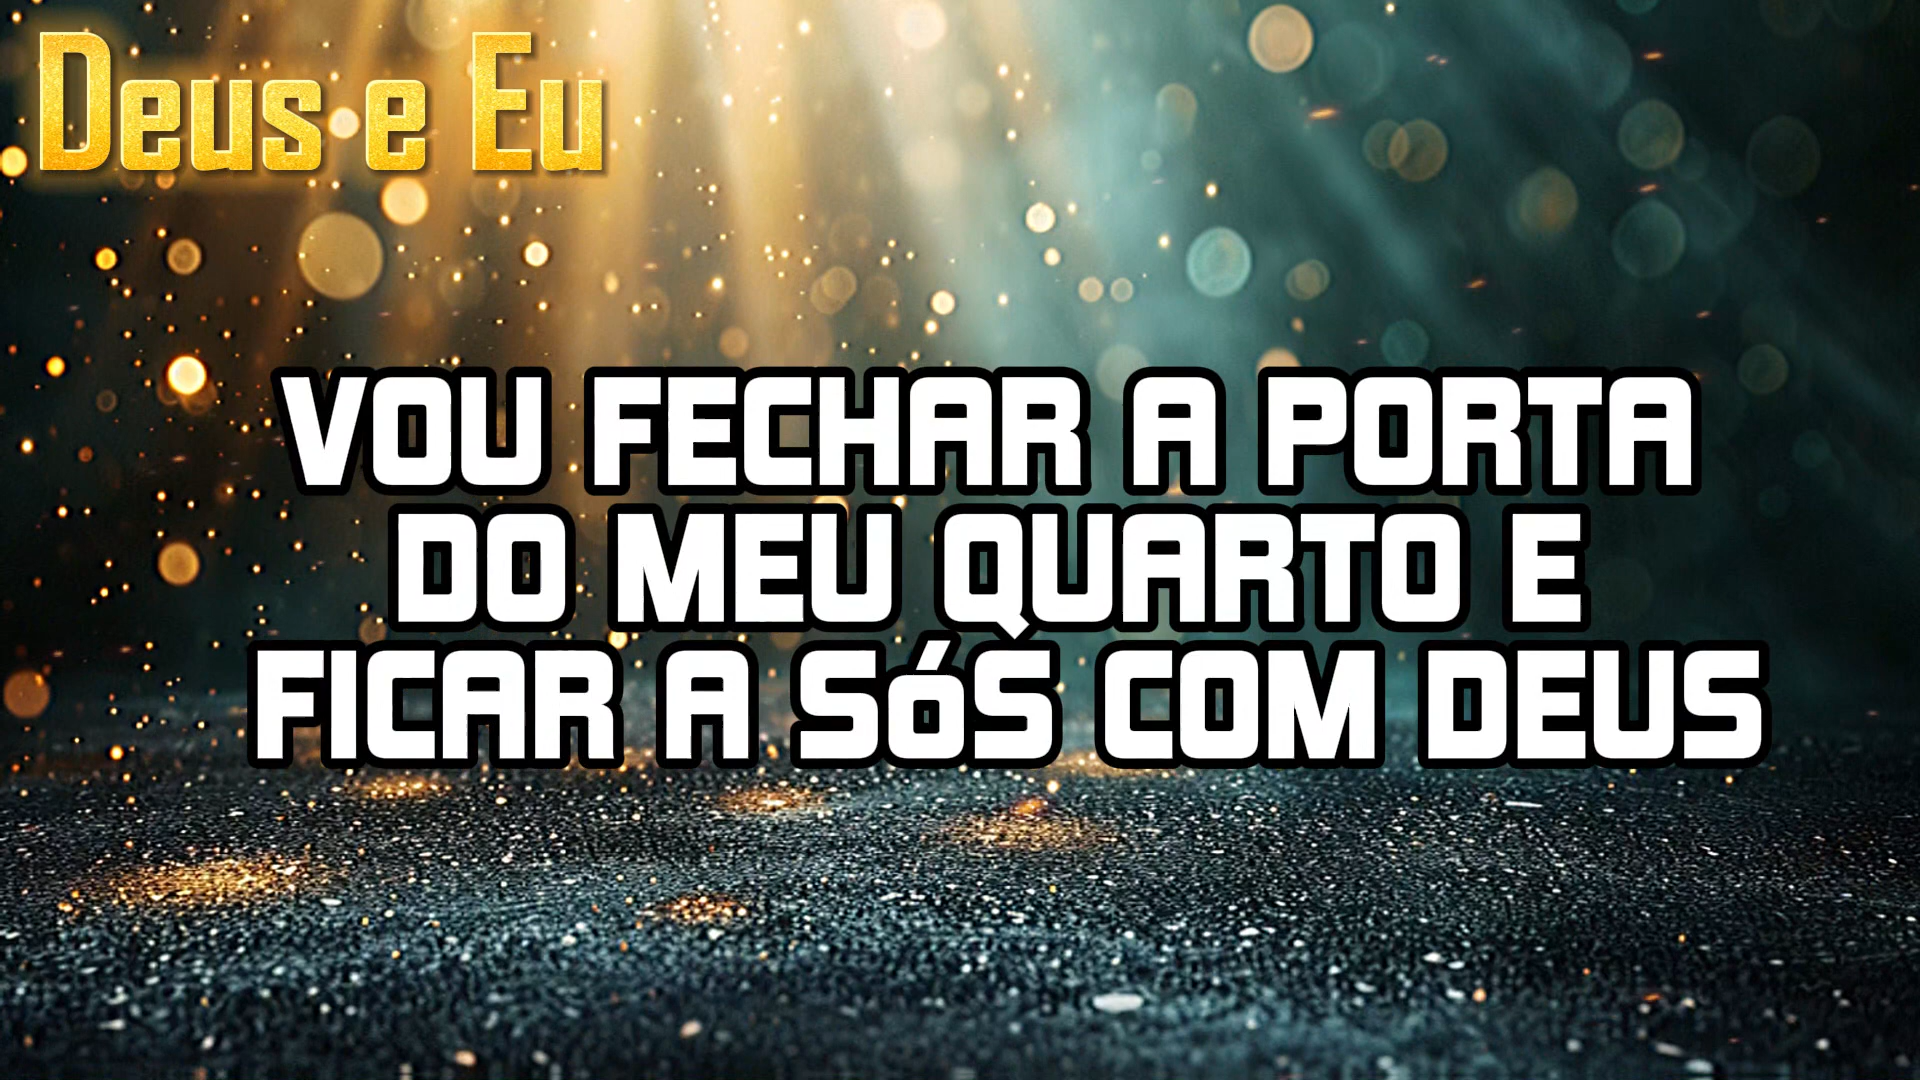 Deus e Eu
VOU FECHAR A PORTA
DO MEU QUARTO E
FICAR A SóS COM DEUS